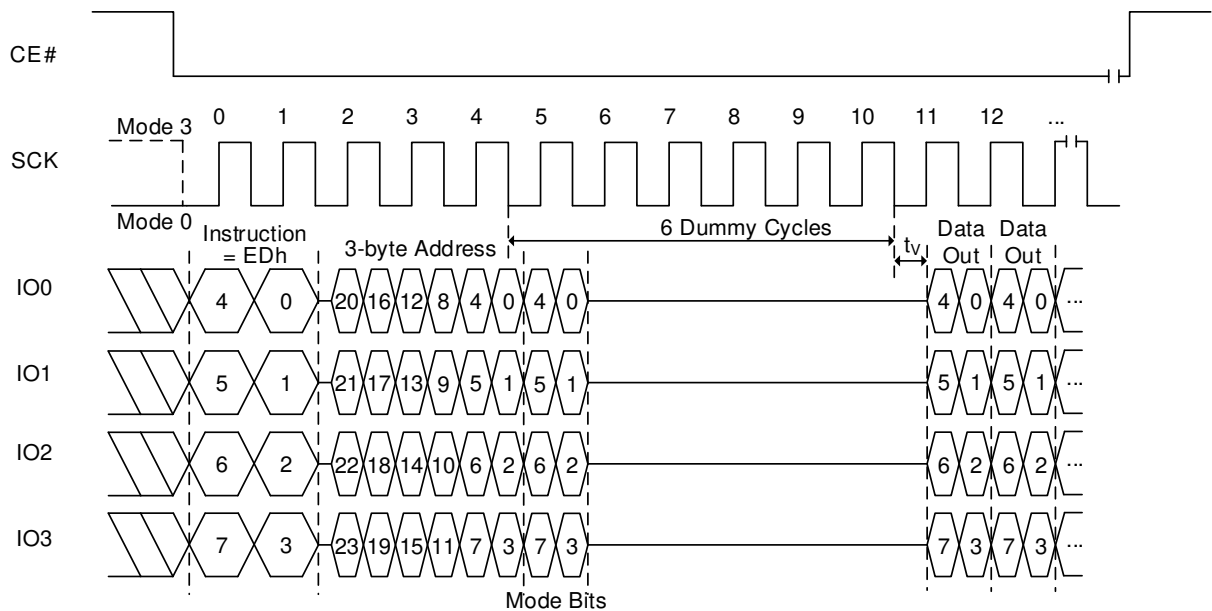 CE#
Mode 3
0 1 2 3 4 5 6 7 8 9 10 11 12 ...
SCK
Mode 0
Instruction
= EDh
3-byte Address
6 Dummy Cycles
tV
Data
Out
Data
Out
IO0 4 0 20 16 12 8 4 0 4 0 4 0 4 0 ...
IO1 5 1 21 17 13 9 5 1 5 1 5 1 5 1 ...
IO2 6 2 22 18 14 10 6 2 6 2 6 2 6 2 ...
IO3 7 3 23 19 15 11 7 3 7 3 7 3 7 3 ...
Mode Bits